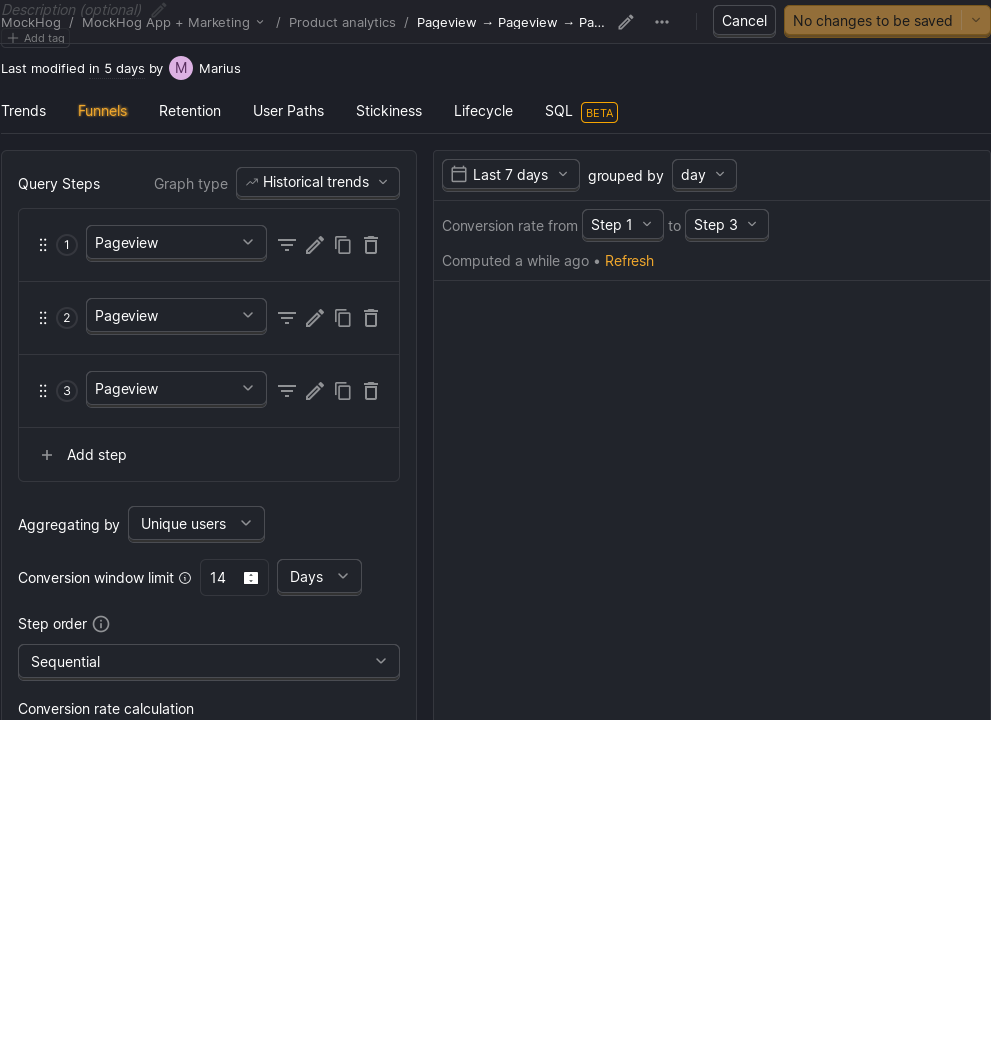 Description (optional)
MockHog / MockHog App + Marketing / Product analytics / Pageview → Pageview → Pa...
Cancel
No changes to be saved
Add tag
Last modified in 5 days by M Marius
Trends Funnels Retention User Paths Stickiness Lifecycle SQL BETA
Query Steps Graph type Historical trends
1 Pageview
2 Pageview
3 Pageview
Add step
Aggregating by Unique users
Conversion window limit 14 Days
Step order
Sequential
Conversion rate calculation
Last 7 days grouped by day
Conversion rate from Step 1 to Step 3
Computed a while ago • Refresh